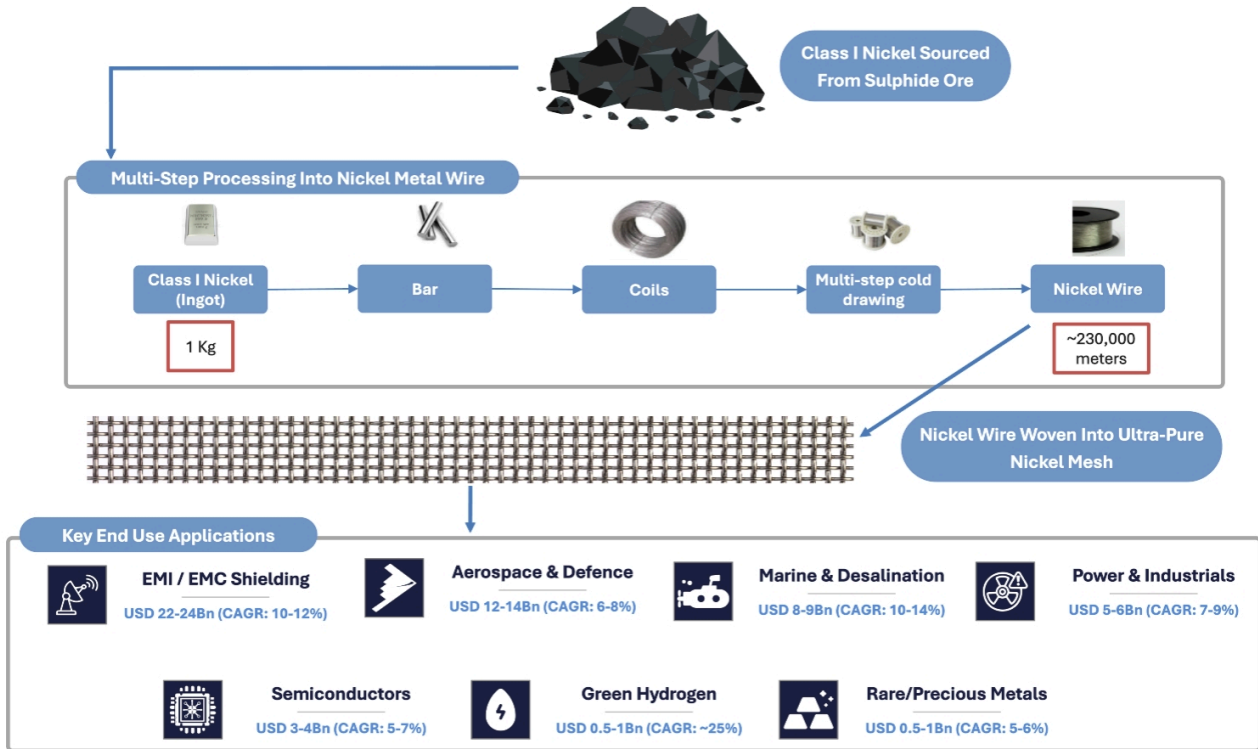 Class I Nickel Sourced
From Sulphide Ore
Multi-Step Processing Into Nickel Metal Wire
Class I Nickel
(Ingot)
Bar
Coils
Multi-step cold
drawing
Nickel Wire
1 Kg
~230,000
meters
Nickel Wire Woven Into Ultra-Pure
Nickel Mesh
Key End Use Applications
EMI / EMC Shielding
USD 22-24Bn (CAGR: 10-12%)
Aerospace & Defence
USD 12-14Bn (CAGR: 6-8%)
Marine & Desalination
USD 8-9Bn (CAGR: 10-14%)
Power & Industrials
USD 5-6Bn (CAGR: 7-9%)
Semiconductors
USD 3-4Bn (CAGR: 5-7%)
Green Hydrogen
USD 0.5-1Bn (CAGR: ~25%)
Rare/Precious Metals
USD 0.5-1Bn (CAGR: 5-6%)